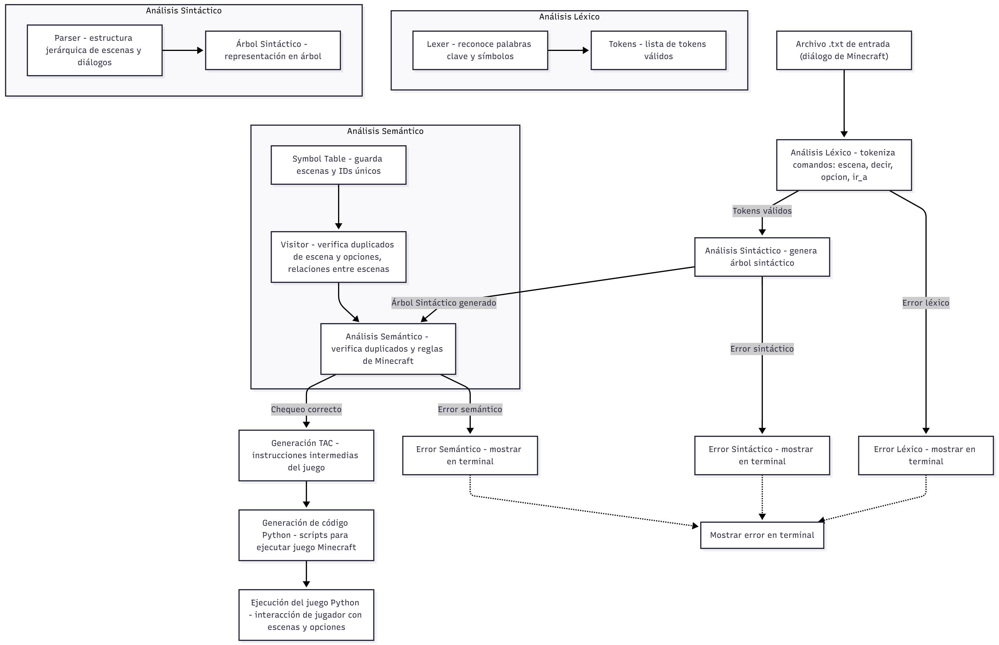 Análisis Sintáctico
Parser - estructura
jerárquica de escenas y
diálogos
Árbol Sintáctico -
representación en árbol
Análisis Léxico
Lexer - reconoce palabras
clave y símbolos
Tokens - lista de tokens
válidos
Archivo .txt de entrada
(diálogo de Minecraft)
Análisis Semántico
Symbol Table - guarda
escenas y IDs únicos
Análisis Léxico - tokeniza
comandos: escena, decir,
opcion, ir_a
Tokens válidos
Visitor - verifica duplicados
de escena y opciones,
relaciones entre escenas
Análisis Sintáctico - genera
árbol sintáctico
Árbol Sintáctico generado
Error léxico
Análisis Semántico -
verifica duplicados y reglas
de Minecraft
Error sintáctico
Chequeo correcto
Error semántico
Generación TAC -
instrucciones intermedias
del juego
Error Semántico - mostrar
en terminal
Error Sintáctico - mostrar
en terminal
Error Léxico - mostrar en
terminal
Generación de código
Python - scripts para
ejecutar juego Minecraft
Mostrar error en terminal
Ejecución del juego Python
- interacción de jugador con
escenas y opciones